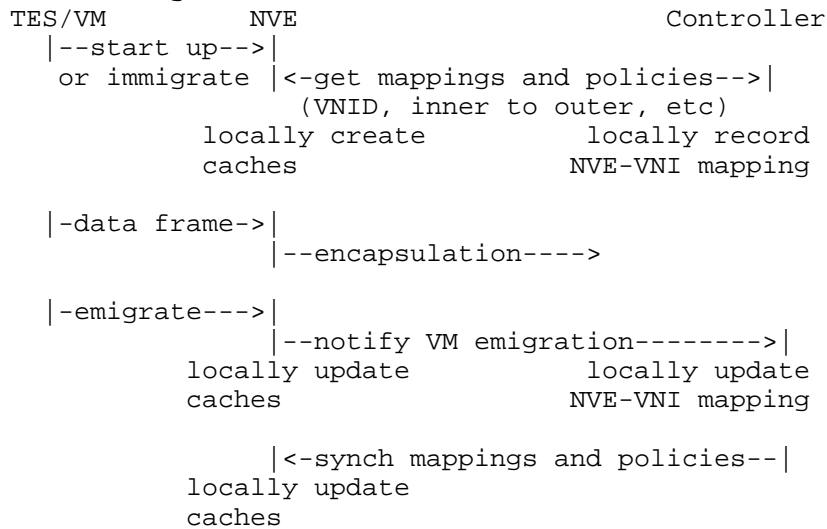 TES/VM NVE Controller
|--start up-->|
or immigrate |<-get mappings and policies-->|
(VNID, inner to outer, etc)
locally create locally record
caches NVE-VNI mapping
|-data frame->|
|--encapsulation---->
|-emigrate--->|
|--notify VM emigration-------->|
locally update locally update
caches NVE-VNI mapping
|<-synch mappings and policies--|
locally update
caches